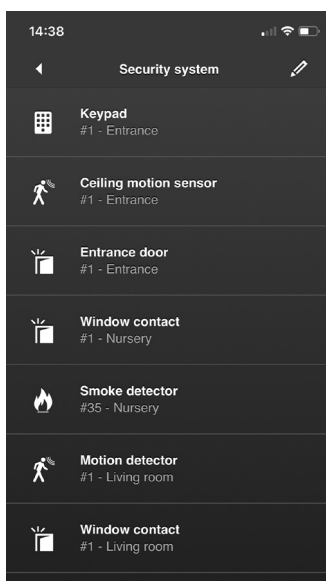 14:38
Security system
Keypad
#1 - Entrance
Ceiling motion sensor
#1 - Entrance
Entrance door
#1 - Entrance
Window contact
#1 - Nursery
Smoke detector
#35 - Nursery
Motion detector
#1 - Living room
Window contact
#1 - Living room